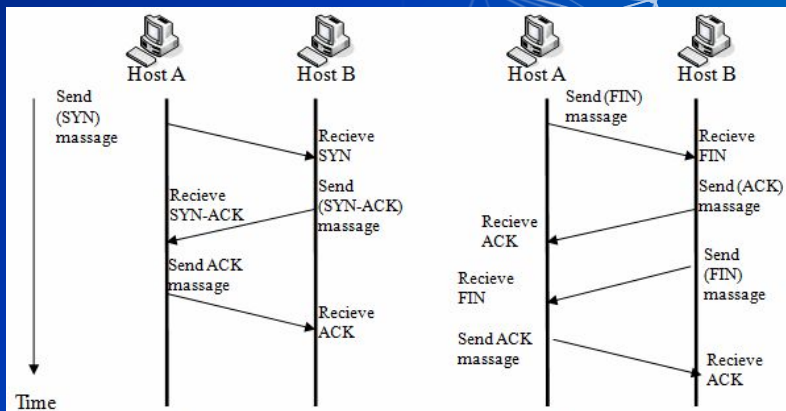 Host A
Host B
Send
(SYN)
massage
Recieve
SYN
Send
(SYN-ACK)
massage
Recieve
SYN-ACK
Send ACK
massage
Recieve
ACK
Time
Host A
Host B
Send (FIN)
massage
Recieve
FIN
Send (ACK)
massage
Recieve
ACK
Send
(FIN)
massage
Recieve
FIN
Send ACK
massage
Recieve
ACK